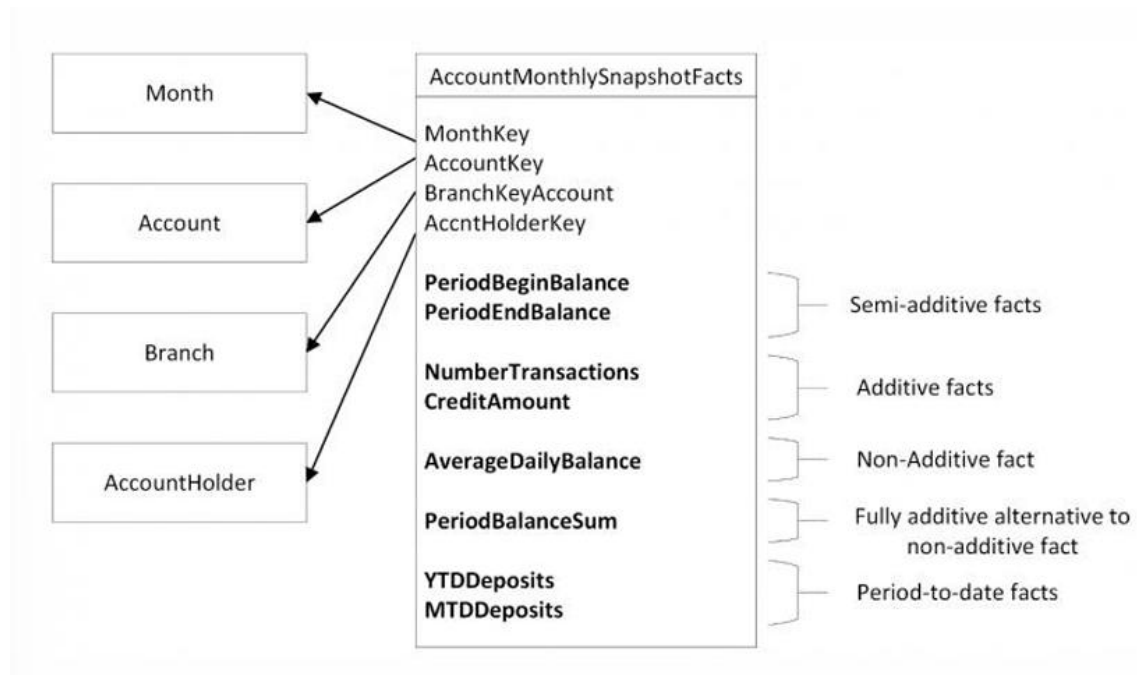 Month
Account
Branch
AccountHolder
AccountMonthlySnapshotFacts
MonthKey
AccountKey
BranchKeyAccount
AccntHolderKey
PeriodBeginBalance
PeriodEndBalance
NumberTransactions
CreditAmount
AverageDailyBalance
PeriodBalanceSum
YTDDeposits
MTDDeposits
Semi-additive facts
Additive facts
Non-Additive fact
Fully additive alternative to
non-additive fact
Period-to-date facts